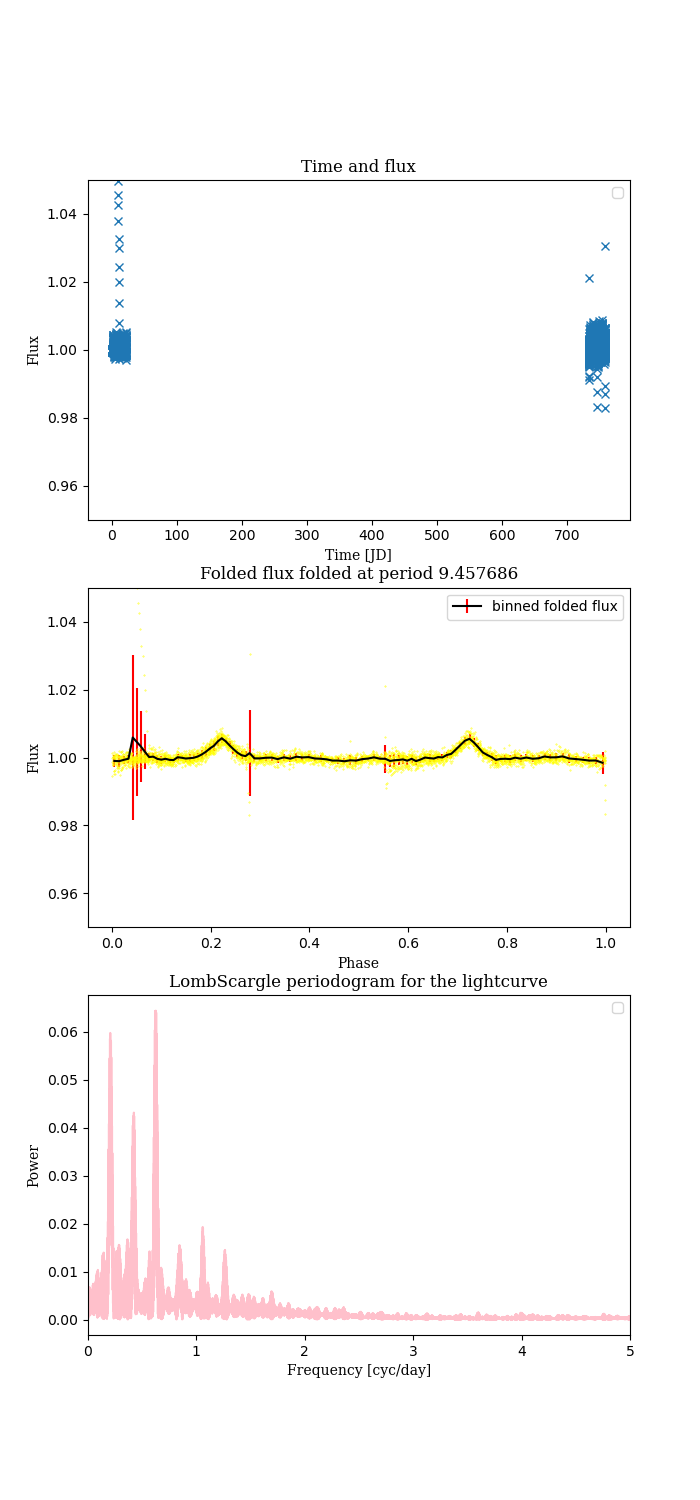 Time and flux
1.04
1.02
1.00
0.98
0.96
Flux
0 100 200 300 400 500 600 700
Time [JD]
Folded flux folded at period 9.457686
binned folded flux
1.04
1.02
1.00
0.98
0.96
Flux
0.0 0.2 0.4 0.6 0.8 1.0
Phase
LombScargle periodogram for the lightcurve
0.06
0.05
0.04
0.03
0.02
0.01
0.00
Power
0 1 2 3 4 5
Frequency [cyc/day]